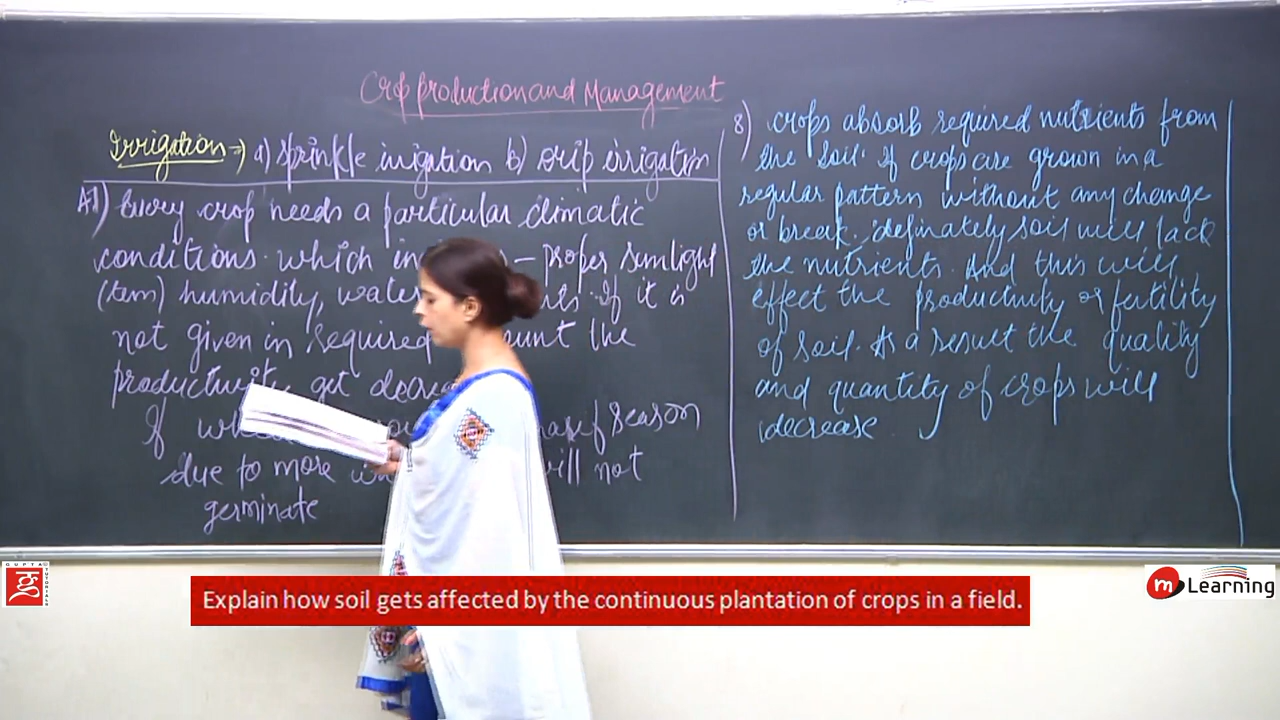 Crop production and Management
Irrigation → a) sprinkle irrigation b) drip irrigation
A7) Every crop needs a particular climatic
conditions. which in – proper sunlight
(tem) humidity, water If it is
not given in required the
productivity get
If season
due to more will not
germinate
8) crops absorb required nutrients from
the soil. If crops are grown in a
regular pattern without any change
or break. definately soil will lack
the nutrients. And this will
effect the productivity or fertility
of soil. As a result the quality
and quantity of crops will
decrease.
GUPTA TUTORIALS
Explain how soil gets affected by the continuous plantation of crops in a field.
m Learning